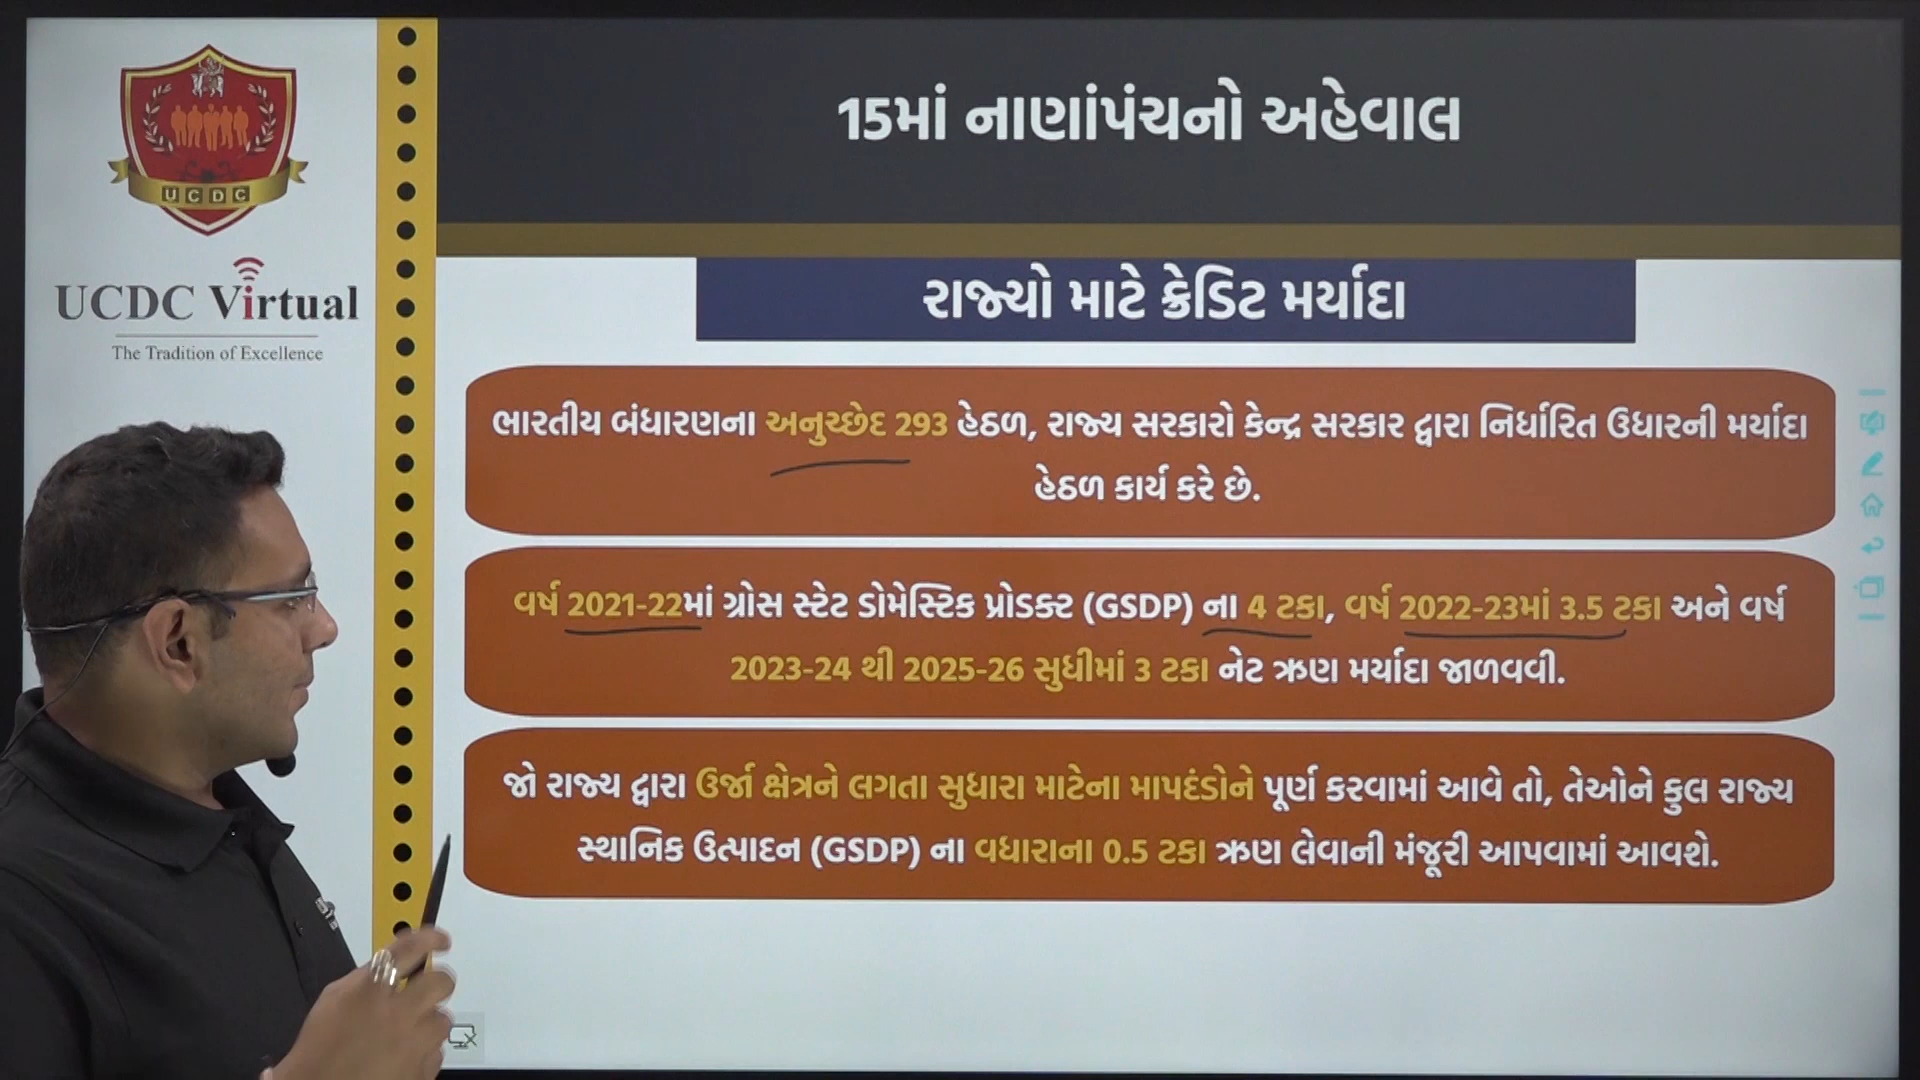 UCDC
UCDC Virtual
The Tradition of Excellence
15માં નાણાંપંચનો અહેવાલ
રાજ્યો માટે ક્રેડિટ મર્યાદા
ભારતીય બંધારણના અનુચ્છેદ 293 હેઠળ, રાજ્ય સરકારો કેન્દ્ર સરકાર દ્વારા નિર્ધારિત ઉધારની મર્યાદા
હેઠળ કાર્ય કરે છે.
વર્ષ 2021-22માં ગ્રોસ સ્ટેટ ડોમેસ્ટિક પ્રોડક્ટ (GSDP) ના 4 ટકા, વર્ષ 2022-23માં 3.5 ટકા અને વર્ષ
2023-24 થી 2025-26 સુધીમાં 3 ટકા નેટ ઋણ મર્યાદા જાળવવી.
જો રાજ્ય દ્વારા ઉર્જા ક્ષેત્રને લગતા સુધારા માટેના માપદંડોને પૂર્ણ કરવામાં આવે તો, તેઓને કુલ રાજ્ય
સ્થાનિક ઉત્પાદન (GSDP) ના વધારાના 0.5 ટકા ઋણ લેવાની મંજૂરી આપવામાં આવશે.